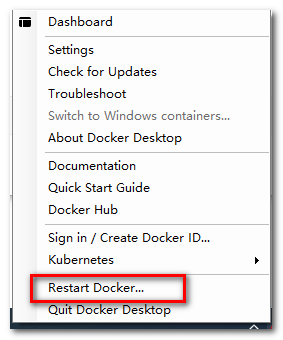 Dashboard
Settings
Check for Updates
Troubleshoot
Switch to Windows containers...
About Docker Desktop
Documentation
Quick Start Guide
Docker Hub
Sign in / Create Docker ID...
Kubernetes
Restart Docker...
Quit Docker Desktop